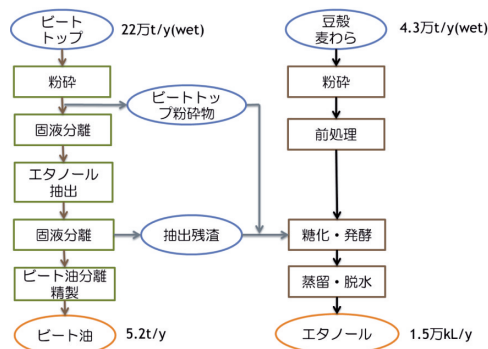 ビート
トップ
22万t/y(wet)
豆殻
麦わら
4.3万t/y(wet)
粉砕
ビートトッ
プ粉砕物
粉砕
固液分離
前処理
エタノール
抽出
固液分離
抽出残渣
糖化・発酵
ビート油分離
精製
蒸留・脱水
ビート油
5.2t/y
エタノール
1.5万kL/y